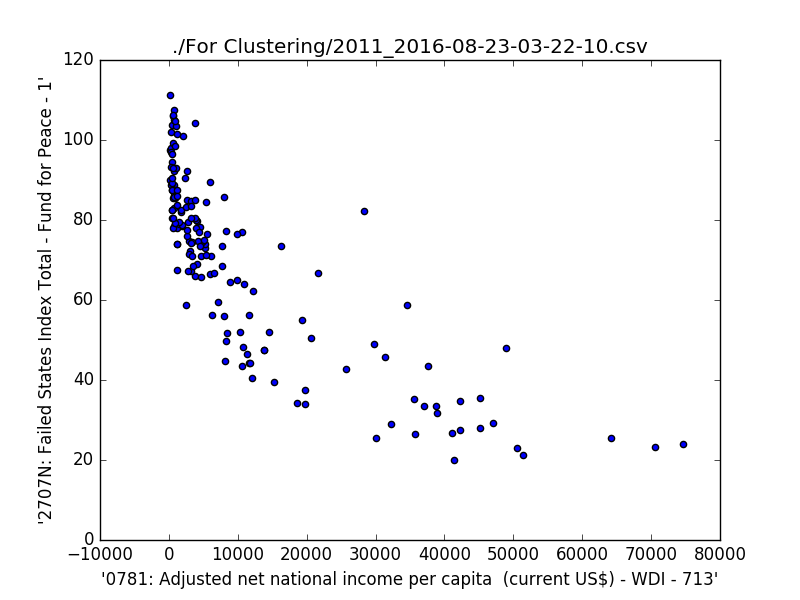 ./For Clustering/2011_2016-08-23-03-22-10.csv
120
100
80
60
40
20
0
'2707N: Failed States Index Total - Fund for Peace - 1'
−10000 0 10000 20000 30000 40000 50000 60000 70000 80000
'0781: Adjusted net national income per capita  (current US$) - WDI - 713'